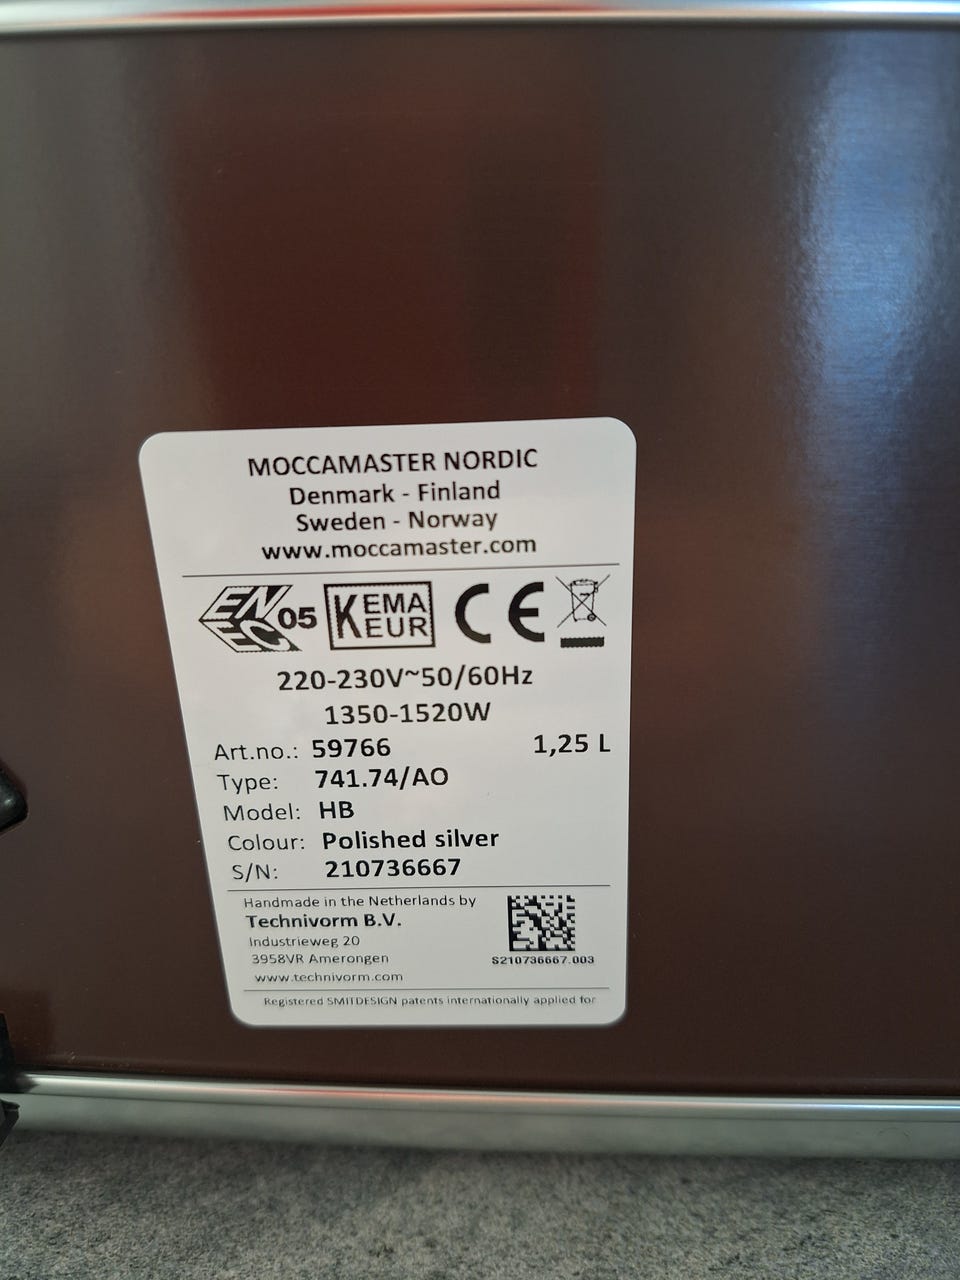 MOCCAMASTER NORDIC
Denmark - Finland
Sweden - Norway
www.moccamaster.com
ENEC 05 KEMA KEUR CE
220-230V~50/60Hz
1350-1520W
Art.no.: 59766 1,25 L
Type: 741.74/AO
Model: HB
Colour: Polished silver
S/N: 210736667
Handmade in the Netherlands by
Technivorm B.V.
Industrieweg 20
3958VR Amerongen
S210736667.003
www.technivorm.com
Registered SMITDESIGN patents internationally applied for